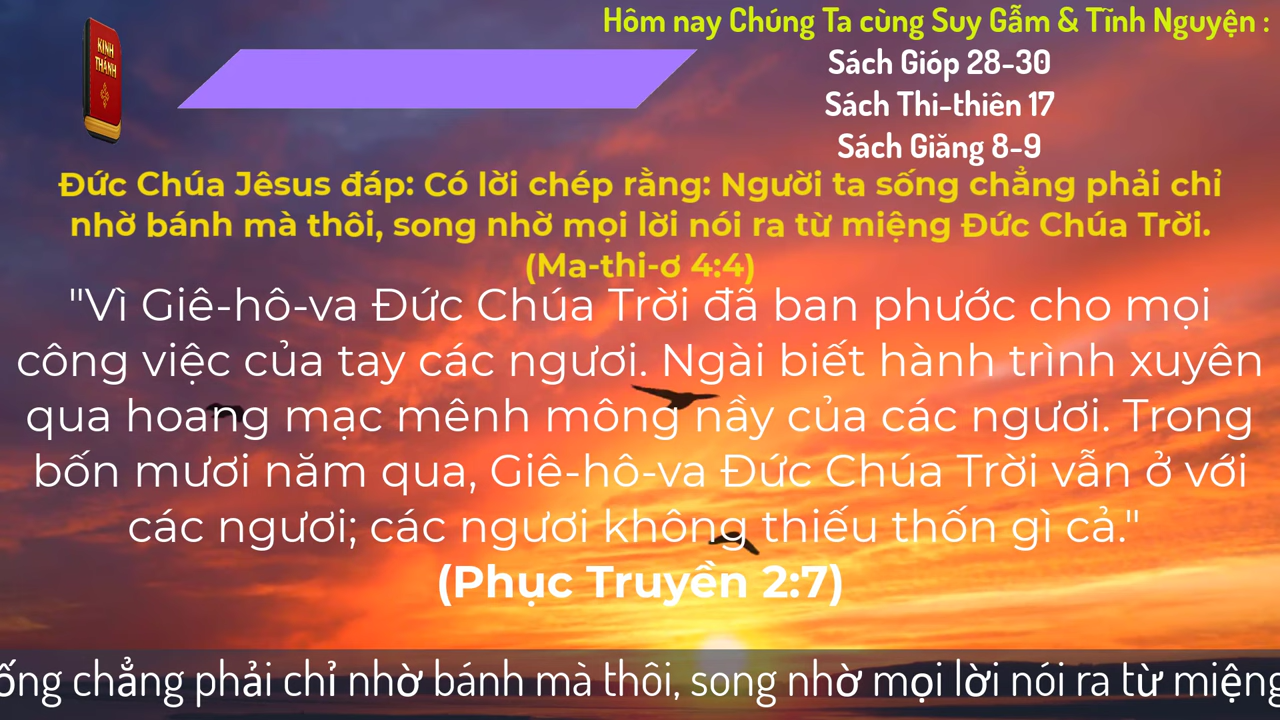 KINH
THÁNH
Hôm nay Chúng Ta cùng Suy Gẫm & Tĩnh Nguyện :
Sách Gióp 28-30
Sách Thi-thiên 17
Sách Giăng 8-9
Đức Chúa Jêsus đáp: Có lời chép rằng: Người ta sống chẳng phải chỉ
nhờ bánh mà thôi, song nhờ mọi lời nói ra từ miệng Đức Chúa Trời.
(Ma-thi-ơ 4:4)
"Vì Giê-hô-va Đức Chúa Trời đã ban phước cho mọi
công việc của tay các ngươi. Ngài biết hành trình xuyên
qua hoang mạc mênh mông nầy của các ngươi. Trong
bốn mươi năm qua, Giê-hô-va Đức Chúa Trời vẫn ở với
các ngươi; các ngươi không thiếu thốn gì cả."
(Phục Truyền 2:7)
ống chẳng phải chỉ nhờ bánh mà thôi, song nhờ mọi lời nói ra từ miệng